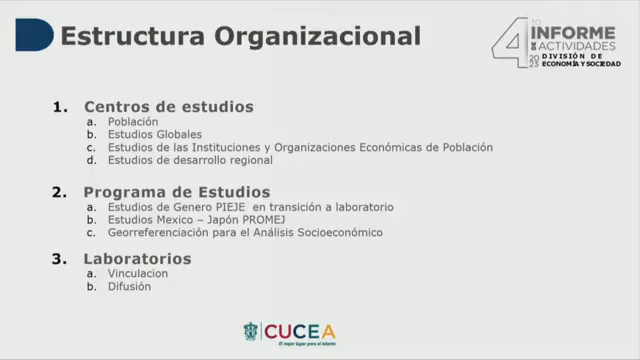 Estructura Organizacional
4TO INFORME
DE ACTIVIDADES
2023 DIVISIÓN DE
ECONOMÍA Y SOCIEDAD
1. Centros de estudios
a. Población
b. Estudios Globales
c. Estudios de las Instituciones y Organizaciones Económicas de Población
d. Estudios de desarrollo regional
2. Programa de Estudios
a. Estudios de Genero PIEJE en transición a laboratorio
b. Estudios Mexico – Japón PROMEJ
c. Georreferenciación para el Análisis Socioeconómico
3. Laboratorios
a. Vinculacion
b. Difusión
CUCEA
El mejor lugar para el talento